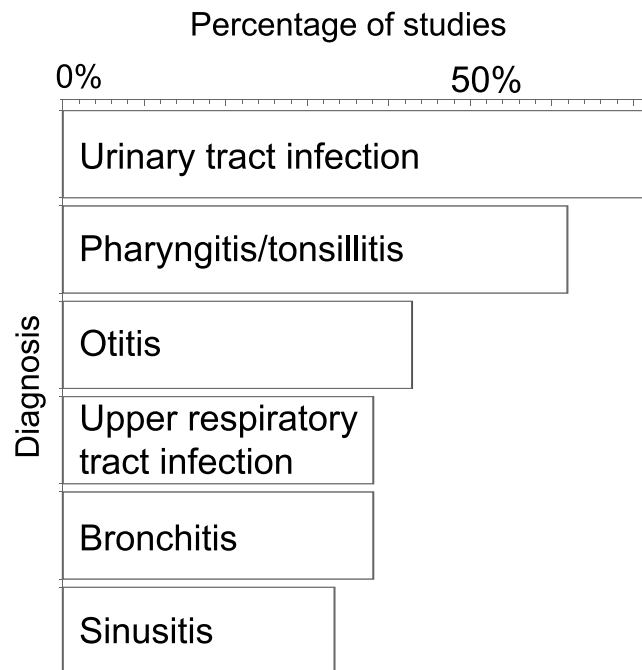 Percentage of studies
0%
50%
Urinary tract infection
Pharyngitis/tonsillitis
Otitis
Upper respiratory
tract infection
Bronchitis
Sinusitis
Diagnosis